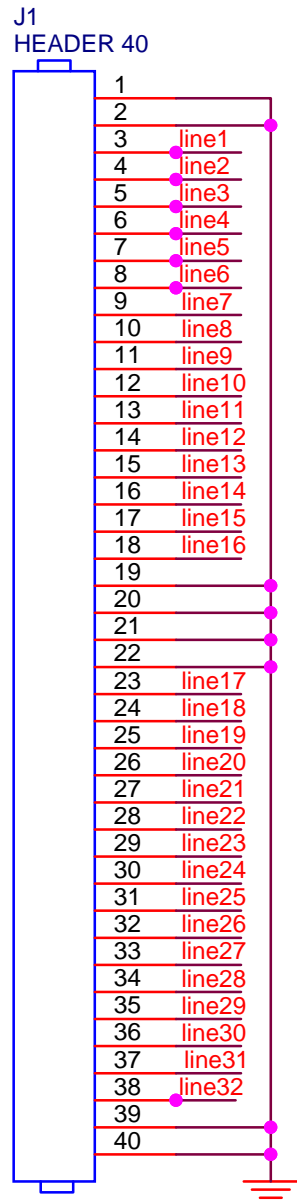 J1
HEADER 40
1
2
3 line1
4 line2
5 line3
6 line4
7 line5
8 line6
9 line7
10 line8
11 line9
12 line10
13 line11
14 line12
15 line13
16 line14
17 line15
18 line16
19
20
21
22
23 line17
24 line18
25 line19
26 line20
27 line21
28 line22
29 line23
30 line24
31 line25
32 line26
33 line27
34 line28
35 line29
36 line30
37 line31
38 line32
39
40